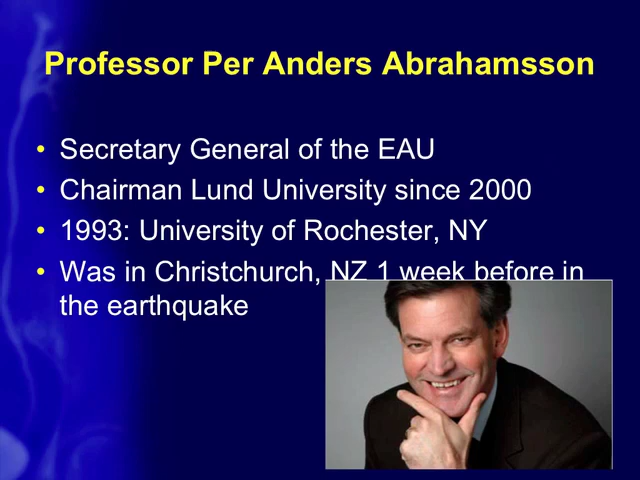 Professor Per Anders Abrahamsson
• Secretary General of the EAU
• Chairman Lund University since 2000
• 1993: University of Rochester, NY
• Was in Christchurch, NZ 1 week before in
the earthquake